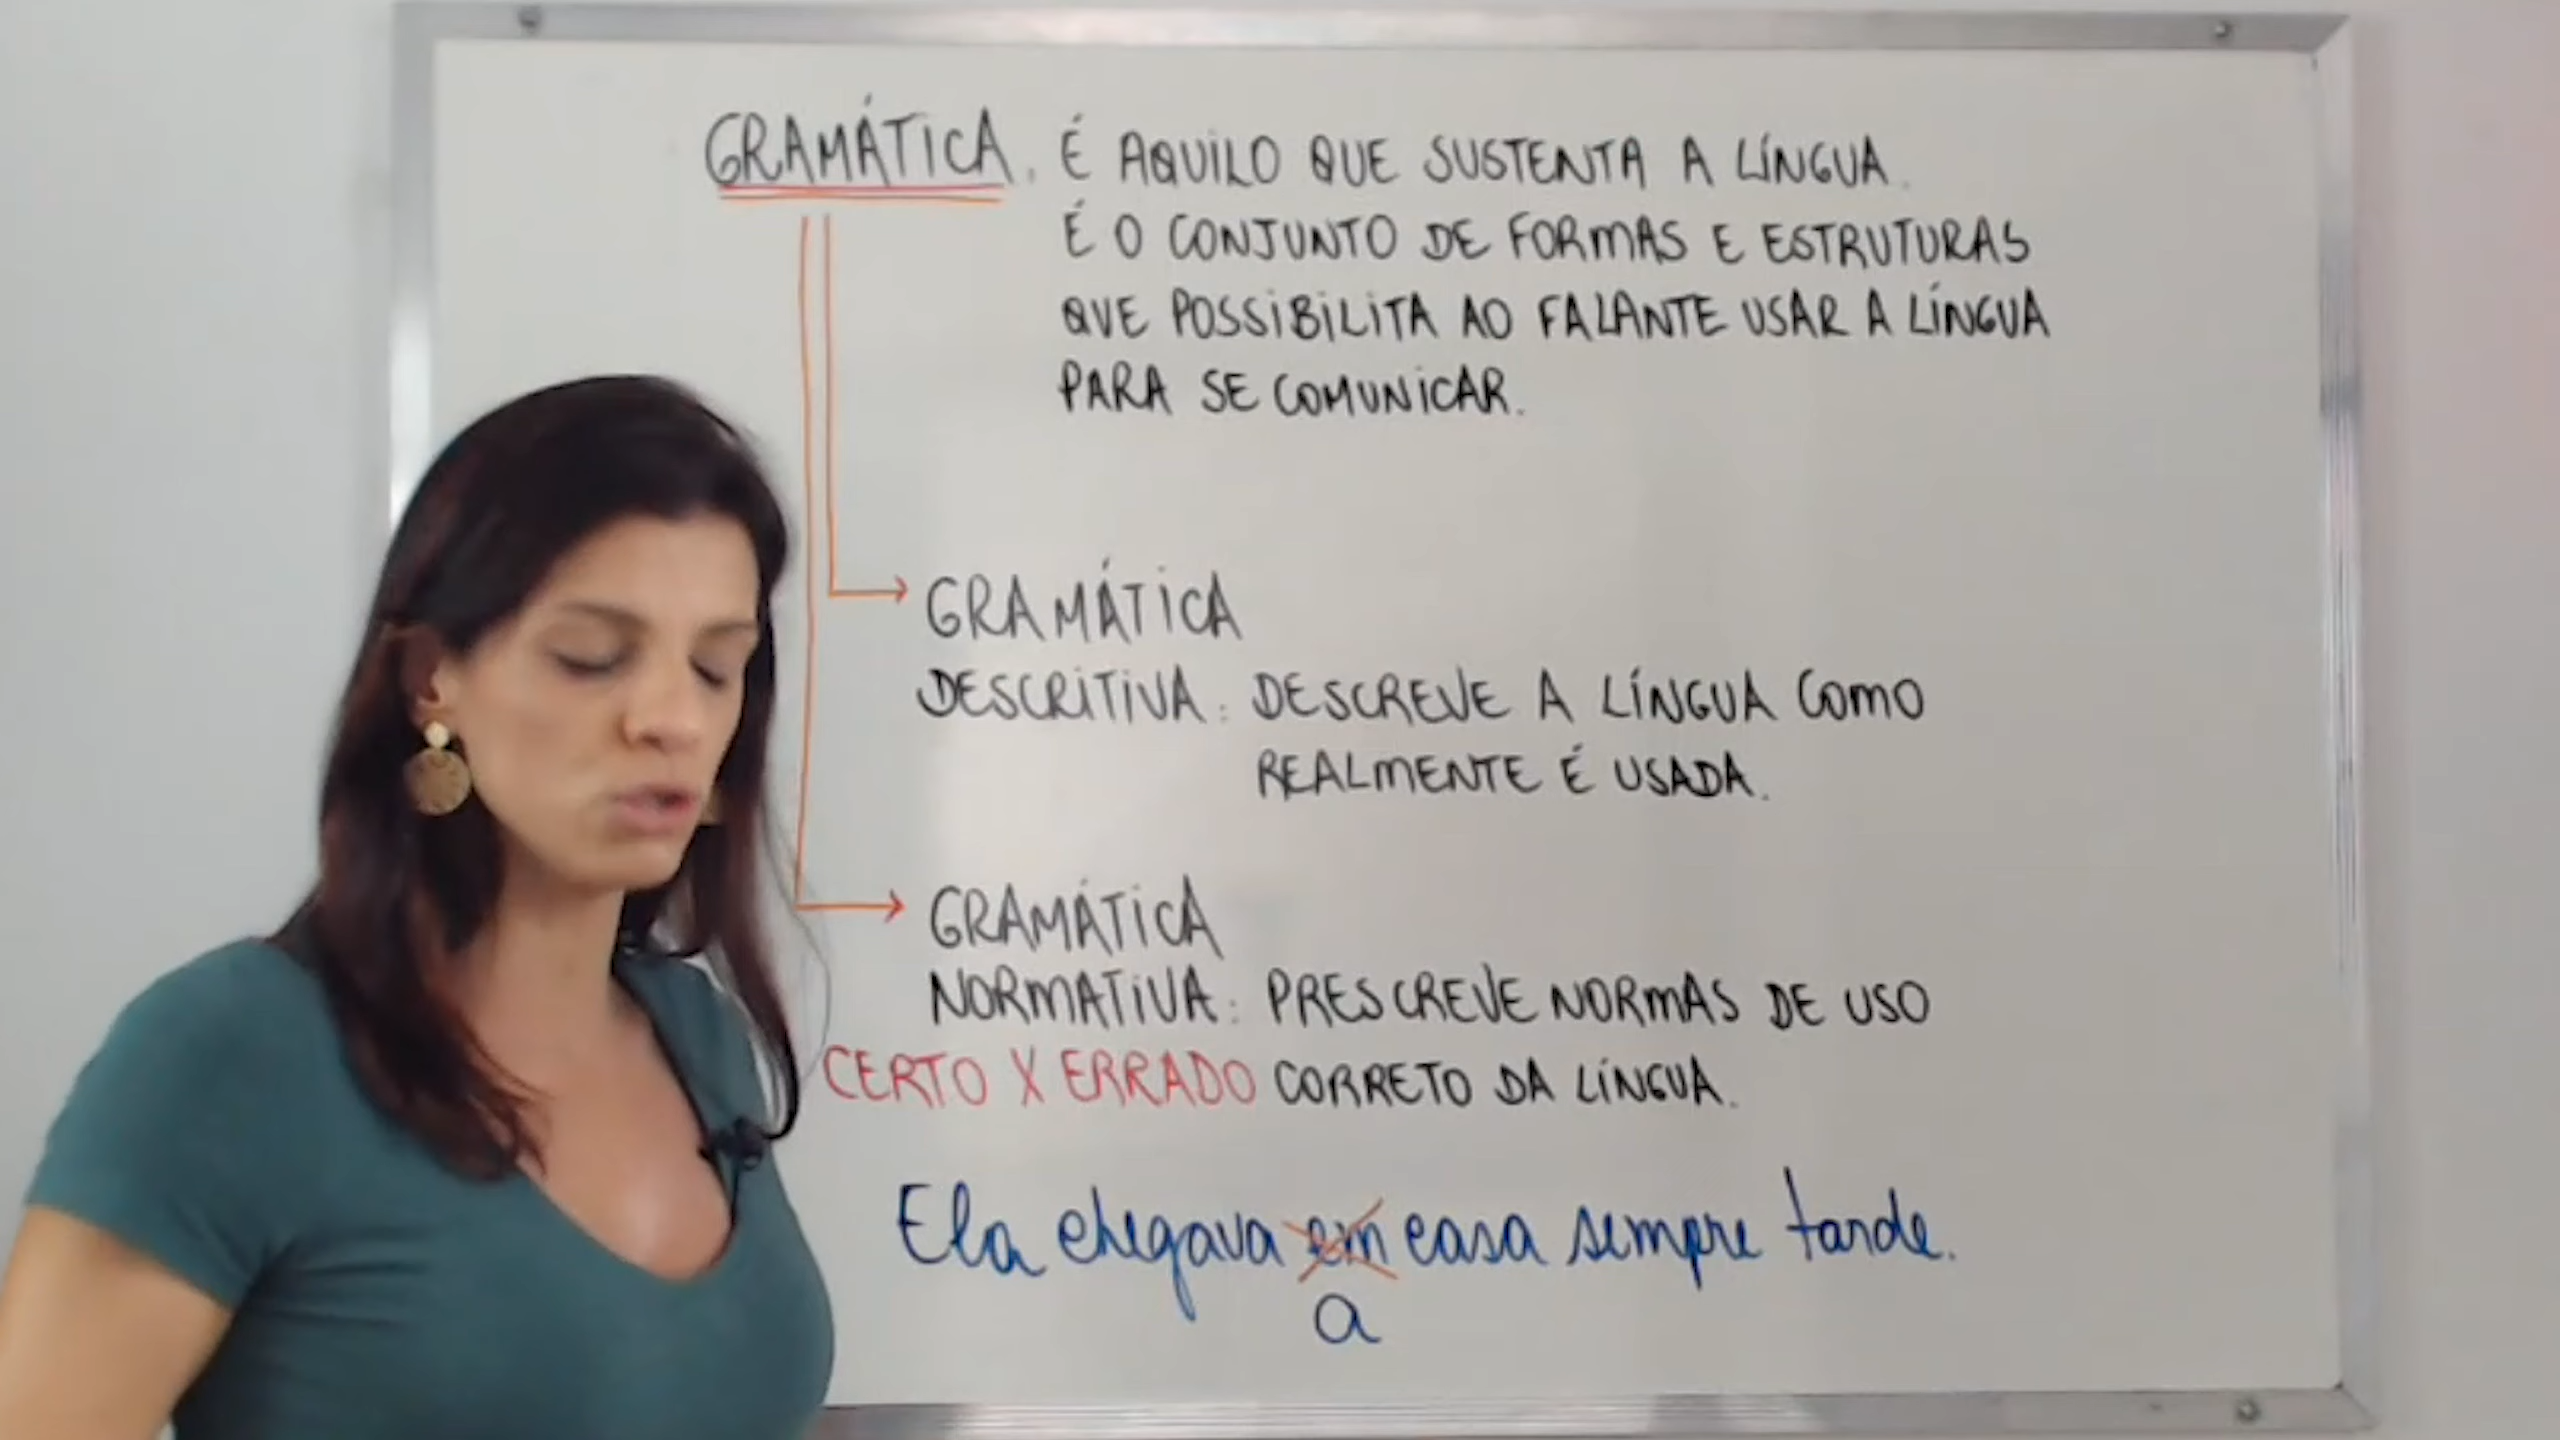 GRAMÁTICA. É AQUILO QUE SUSTENTA A LÍNGUA.
É O CONJUNTO DE FORMAS E ESTRUTURAS
QUE POSSIBILITA AO FALANTE USAR A LÍNGUA
PARA SE COMUNICAR.
GRAMÁTICA
DESCRITIVA: DESCREVE A LÍNGUA COMO
REALMENTE É USADA.
GRAMÁTICA
NORMATIVA: PRESCREVE NORMAS DE USO
CERTO X ERRADO CORRETO DA LÍNGUA.
Ela chegava em casa sempre tarde.
a